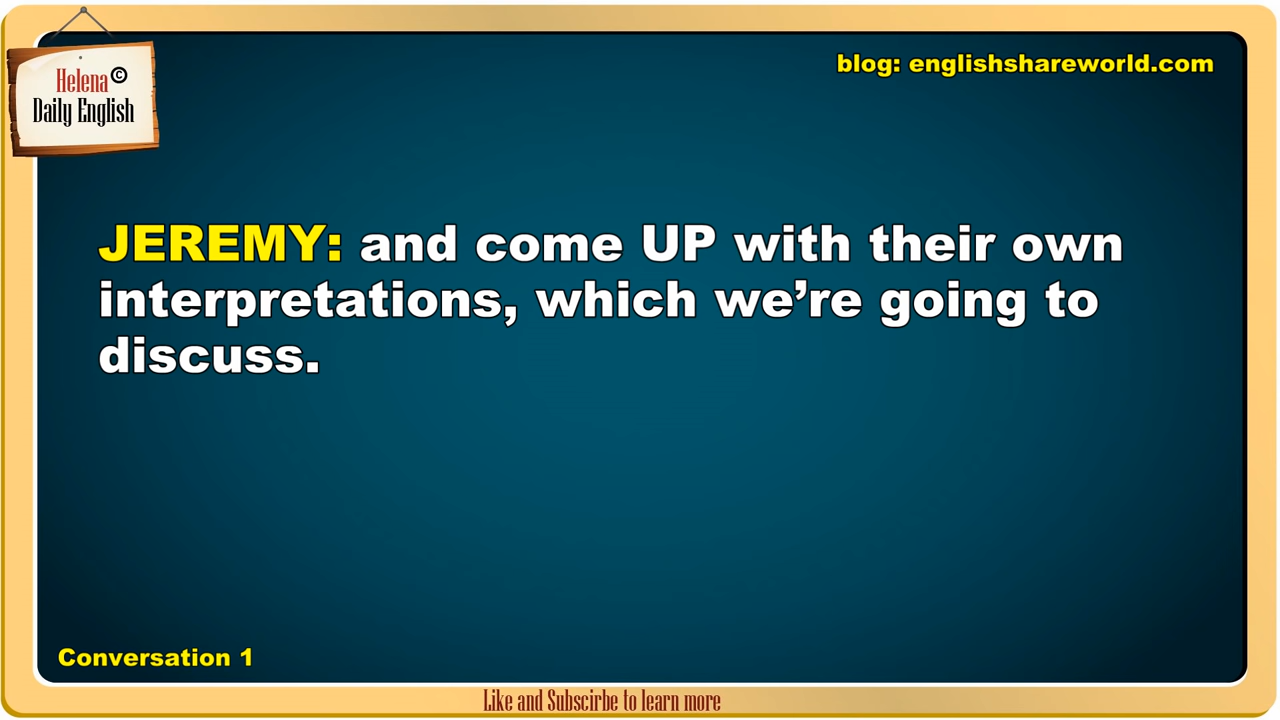 Helena©
Daily English
blog: englishshareworld.com
JEREMY: and come UP with their own
interpretations, which we’re going to
discuss.
Conversation 1
Like and Subscirbe to learn more